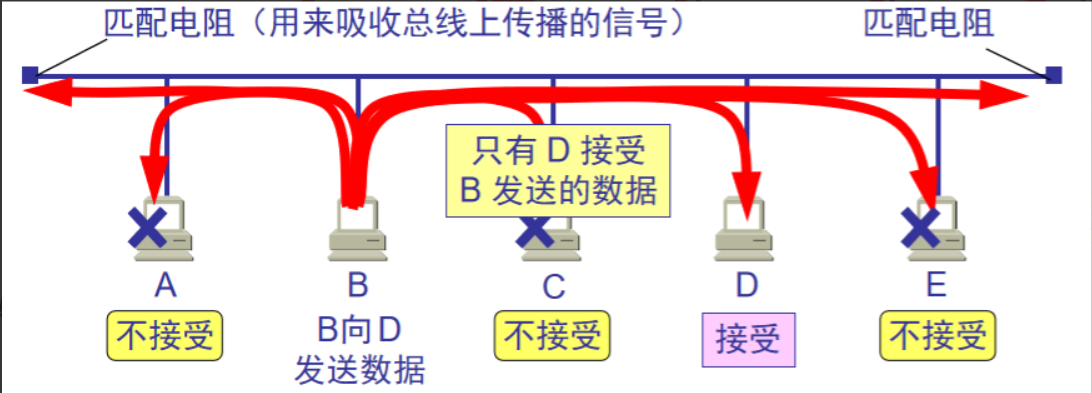 匹配电阻（用来吸收总线上传播的信号）
匹配电阻
只有 D 接受
B 发送的数据
A
B
C
D
E
不接受
B向D
发送数据
不接受
接受
不接受